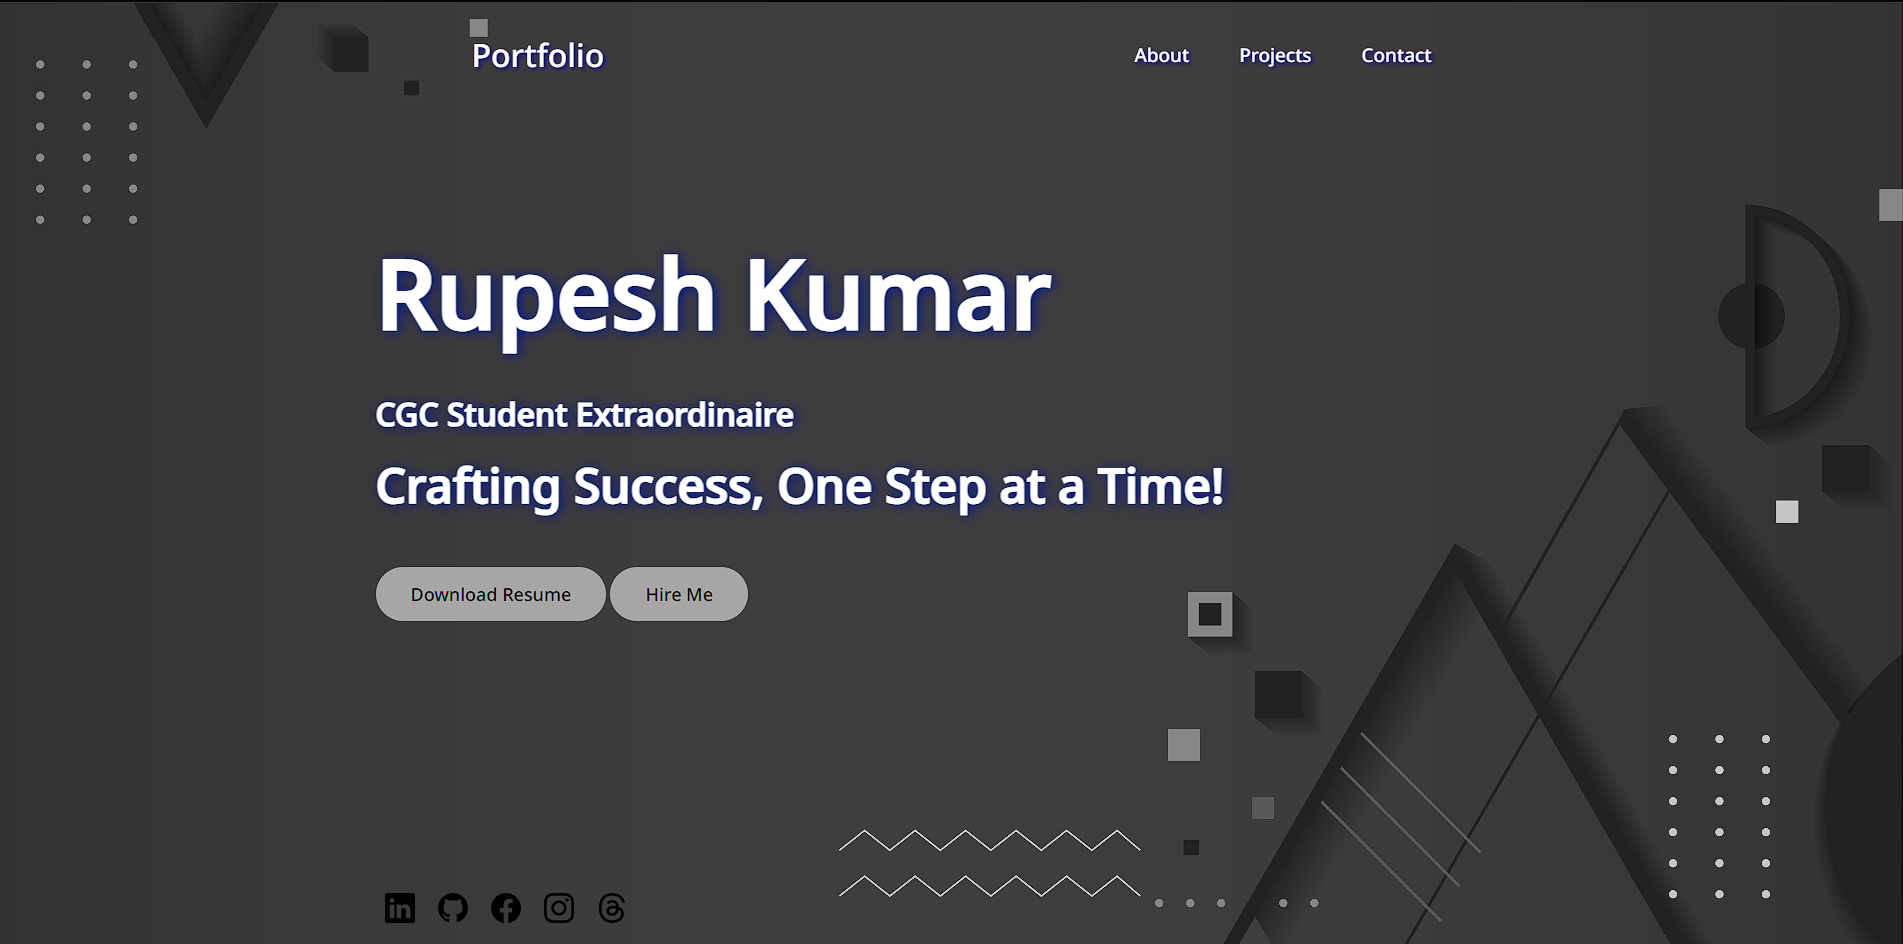 Portfolio
About Projects Contact
Rupesh Kumar
CGC Student Extraordinaire
Crafting Success, One Step at a Time!
Download Resume
Hire Me